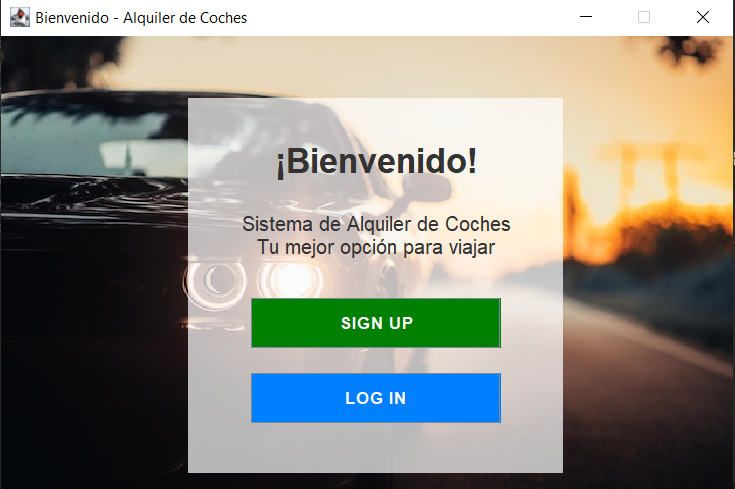 Bienvenido - Alquiler de Coches
¡Bienvenido!
Sistema de Alquiler de Coches
Tu mejor opción para viajar
SIGN UP
LOG IN